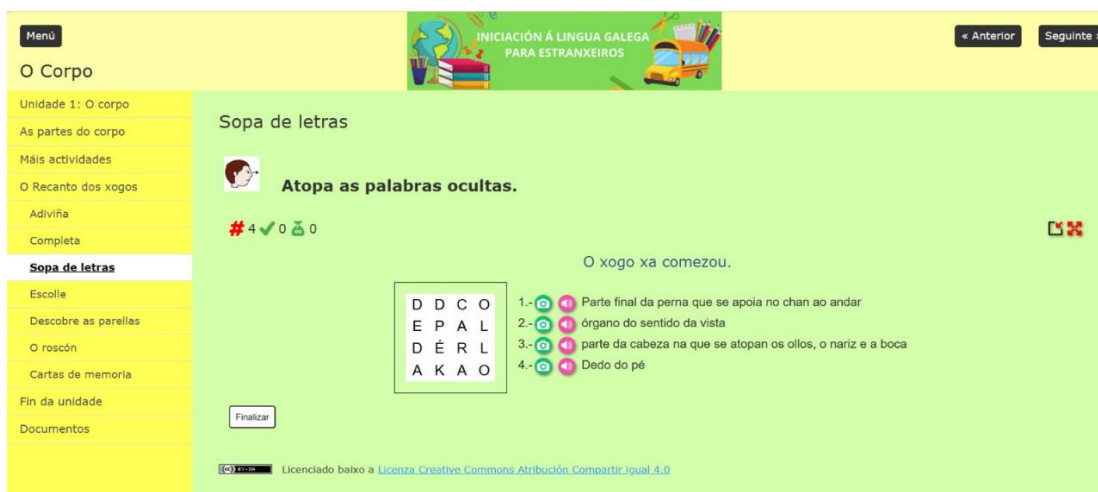 Menú
INICIACIÓN Á LINGUA GALEGA
PARA ESTRANXEIROS
« Anterior
Seguinte »
O Corpo
Unidade 1: O corpo
As partes do corpo
Máis actividades
O Recanto dos xogos
Adiviña
Completa
Sopa de letras
Escolle
Descobre as parellas
O roscón
Cartas de memoria
Fin da unidade
Documentos
Sopa de letras
Atopa as palabras ocultas.
# 4 0 0
O xogo xa comezou.
D D C O
E P A L
D É R L
A K A O
1.- Parte final da perna que se apoia no chan ao andar
2.- órgano do sentido da vista
3.- parte da cabeza na que se atopan os ollos, o nariz e a boca
4.- Dedo do pé
Finalizar
(cc) BY-SA
Licenciado baixo a Licenza Creative Commons Atribución Compartir igual 4.0